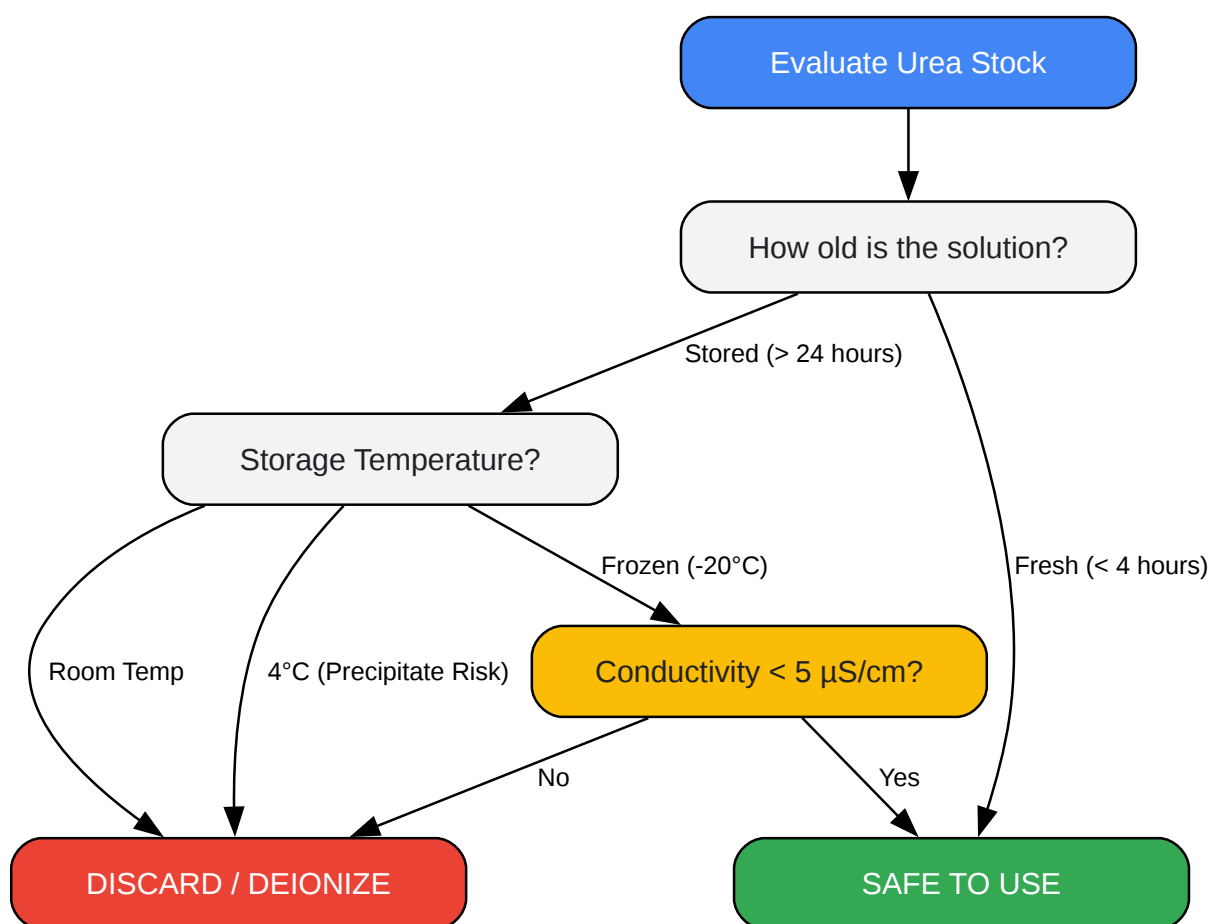 Evaluate Urea Stock
How old is the solution?
Stored (> 24 hours)
Storage Temperature?
Frozen (-20°C)
Fresh (< 4 hours)
Room Temp
4°C (Precipitate Risk)
Conductivity < 5 µS/cm?
No
Yes
DISCARD / DEIONIZE
SAFE TO USE